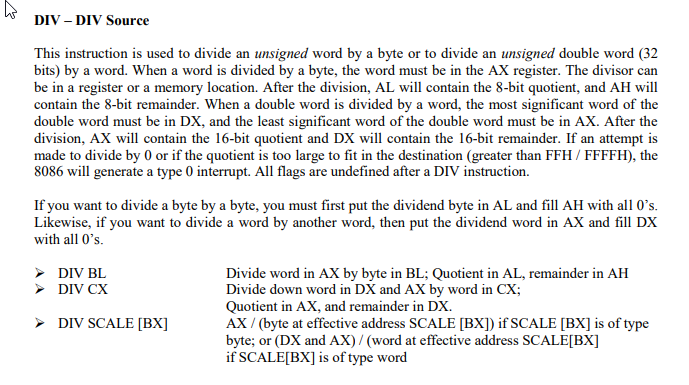 DIV – DIV Source
This instruction is used to divide an unsigned word by a byte or to divide an unsigned double word (32
bits) by a word. When a word is divided by a byte, the word must be in the AX register. The divisor can
be in a register or a memory location. After the division, AL will contain the 8-bit quotient, and AH will
contain the 8-bit remainder. When a double word is divided by a word, the most significant word of the
double word must be in DX, and the least significant word of the double word must be in AX. After the
division, AX will contain the 16-bit quotient and DX will contain the 16-bit remainder. If an attempt is
made to divide by 0 or if the quotient is too large to fit in the destination (greater than FFH / FFFFH), the
8086 will generate a type 0 interrupt. All flags are undefined after a DIV instruction.
If you want to divide a byte by a byte, you must first put the dividend byte in AL and fill AH with all 0’s.
Likewise, if you want to divide a word by another word, then put the dividend word in AX and fill DX
with all 0’s.
➢ DIV BL Divide word in AX by byte in BL; Quotient in AL, remainder in AH
➢ DIV CX Divide down word in DX and AX by word in CX;
Quotient in AX, and remainder in DX.
➢ DIV SCALE [BX] AX / (byte at effective address SCALE [BX]) if SCALE [BX] is of type
byte; or (DX and AX) / (word at effective address SCALE[BX]
if SCALE[BX] is of type word